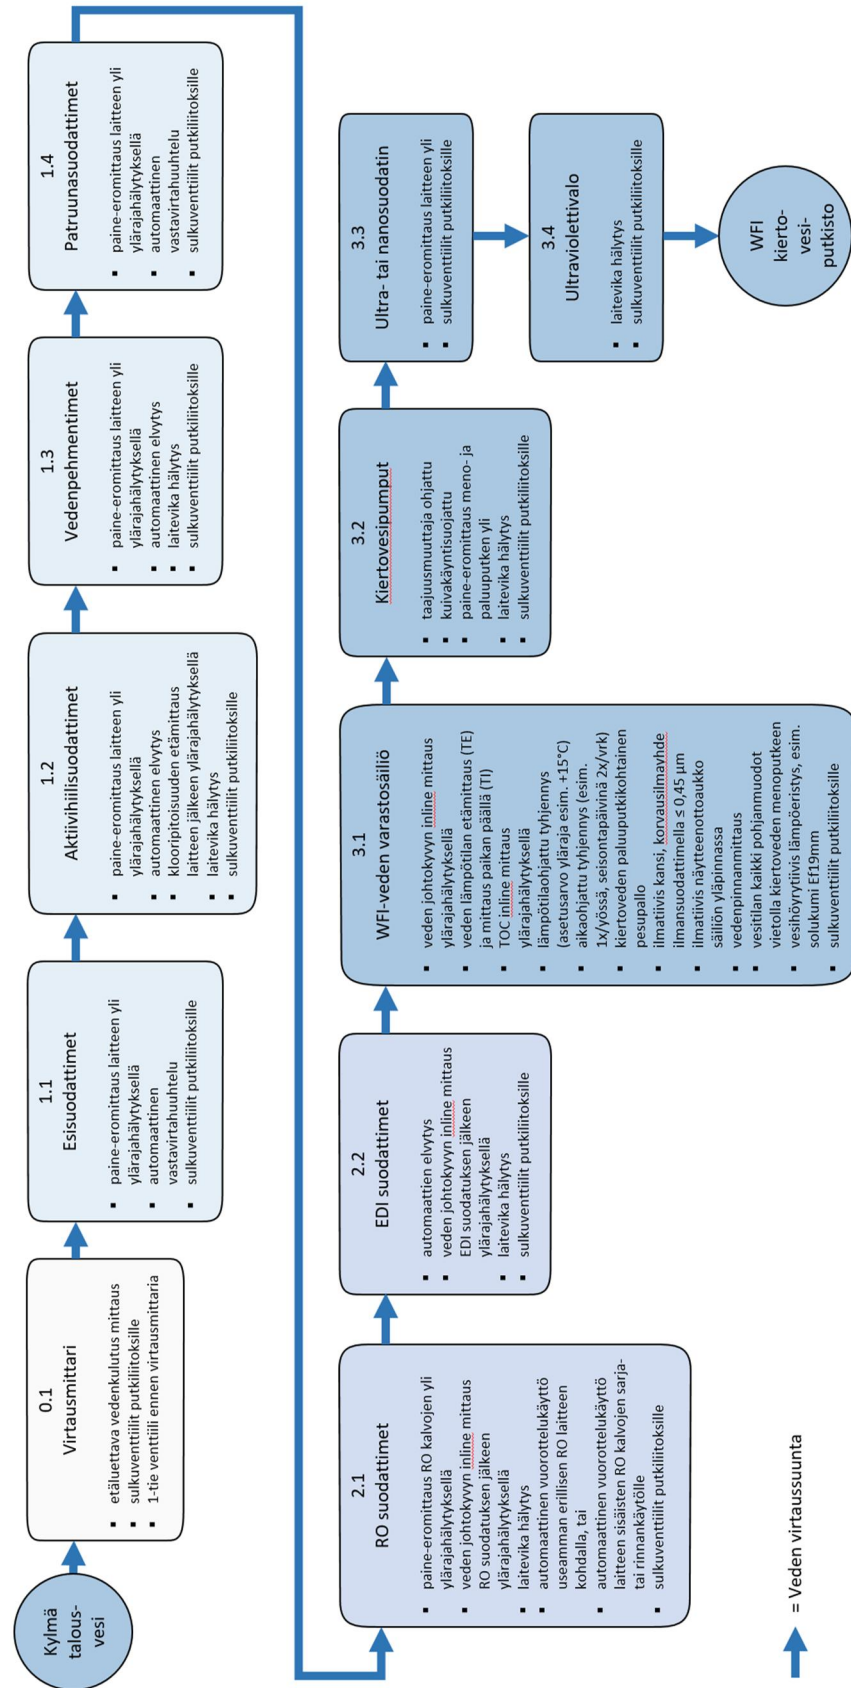 Kylmä
talous-
vesi
0.1
Virtausmittari
▪ etäluettava vedenkulutus mittaus
▪ sulkuventtiilit putkiliitoksille
▪ 1-tie venttiili ennen virtausmittaria
1.1
Esisuodattimet
▪ paine-eromittaus laitteen yli
ylärajahälytyksellä
▪ automaattinen
vastavirtahuuhtelu
▪ sulkuventtiilit putkiliitoksille
1.2
Aktiivihiilisuodattimet
▪ paine-eromittaus laitteen yli
ylärajahälytyksellä
▪ automaattinen elvytys
▪ klooripitoisuuden etämittaus
laitteen jälkeen ylärajahälytyksellä
▪ laitevika hälytys
▪ sulkuventtiilit putkiliitoksille
1.3
Vedenpehmentimet
▪ paine-eromittaus laitteen yli
ylärajahälytyksellä
▪ automaattinen elvytys
▪ laitevika hälytys
▪ sulkuventtiilit putkiliitoksille
1.4
Patruunasuodattimet
▪ paine-eromittaus laitteen yli
ylärajahälytyksellä
▪ automaattinen
vastavirtahuuhtelu
▪ sulkuventtiilit putkiliitoksille
2.1
RO suodattimet
▪ paine-eromittaus RO kalvojen yli
ylärajahälytyksellä
▪ veden johtokyvyn inline mittaus
RO suodatuksen jälkeen
ylärajahälytyksellä
▪ laitevika hälytys
▪ automaattinen vuorottelukäyttö
useamman erillisen RO laitteen
kohdalla, tai
▪ automaattinen vuorottelukäyttö
laitteen sisäisten RO kalvojen sarja-
tai rinnankäytölle
▪ sulkuventtiilit putkiliitoksille
2.2
EDI suodattimet
▪ automaattien elvytys
▪ veden johtokyvyn inline mittaus
EDI suodatuksen jälkeen
ylärajahälytyksellä
▪ laitevika hälytys
▪ sulkuventtiilit putkiliitoksille
3.1
WFI-veden varastosäiliö
▪ veden johtokyvyn inline mittaus
ylärajahälytyksellä
▪ veden lämpötilan etämittaus (TE)
ja mittaus paikan päällä (TI)
▪ TOC inline mittaus
ylärajahälytyksellä
▪ lämpötilaohjattu tyhjennys
(asetusarvo yläraja esim. +15°C)
▪ aikaohjattu tyhjennys (esim.
1x/yössä, seisontapäivinä 2x/vrk)
▪ kiertoveden paluuputkikohtainen
pesupallo
▪ ilmatiivis kansi, korvausilmavhde
ilmansuodattimella ≤ 0,45 μm
▪ ilmatiivis näytteenottoaukko
säiliön yläpinnassa
▪ vedenpinnanmittaus
▪ vesitilan kaikki pohjanmuodot
vietolla kiertoveden menoputkeen
▪ vesihöyrytiivis lämpöeristys, esim.
solukumi Ef19mm
▪ sulkuventtiilit putkiliitoksille
3.2
Kiertovesipumput
▪ taajuusmuuttaja ohjattu
▪ kuivakäyntisuojattu
▪ paine-eromittaus meno- ja
paluuputken yli
▪ laitevika hälytys
▪ sulkuventtiilit putkiliitoksille
3.3
Ultra- tai nanosuodatin
▪ paine-eromittaus laitteen yli
▪ sulkuventtiilit putkiliitoksille
3.4
Ultraviolettivalo
▪ laitevika hälytys
▪ sulkuventtiilit putkiliitoksille
WFI
kierto-
vesi-
putkisto
= Veden virtaussuunta